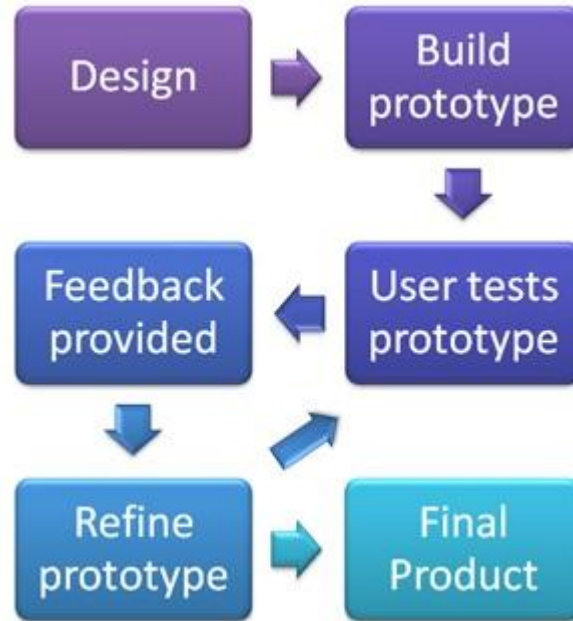 Design
Build
prototype
User tests
prototype
Feedback
provided
Refine
prototype
Final
Product